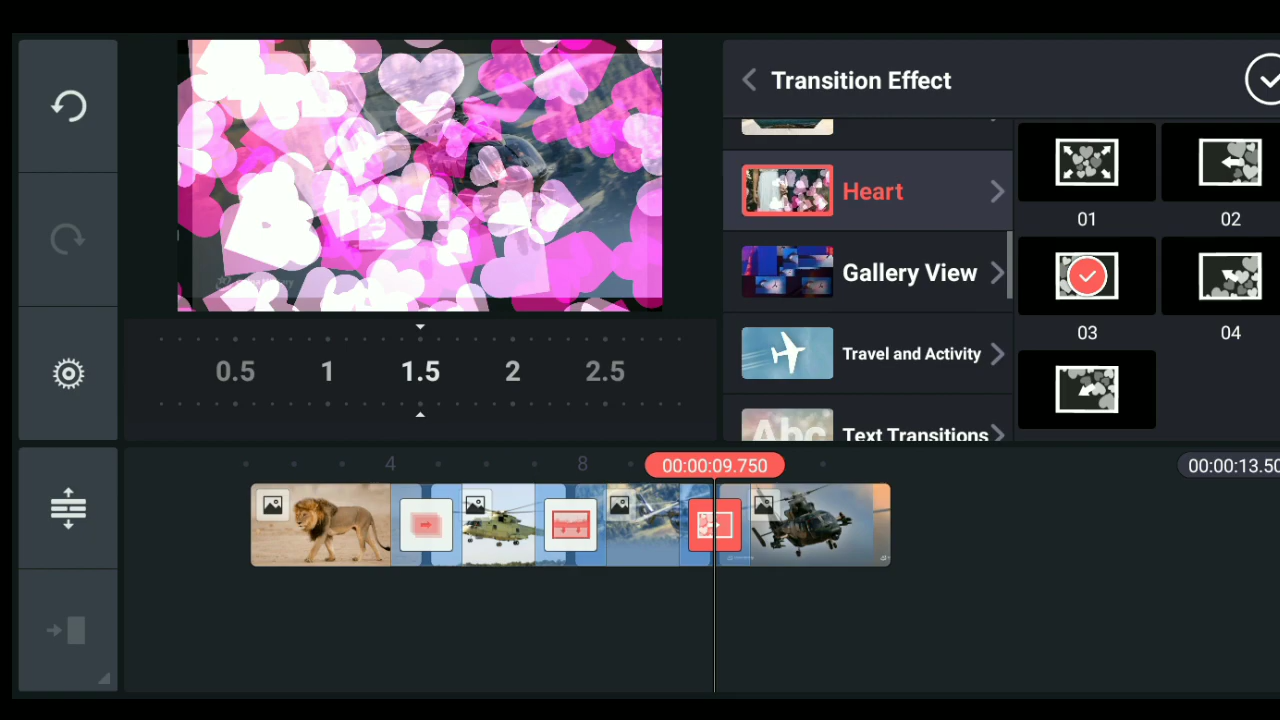 Transition Effect
Heart
Gallery View
Travel and Activity
Abc
Text Transitions
01
02
03
04
0.5
1
1.5
2
2.5
4
8
00:00:09.750
00:00:13.50